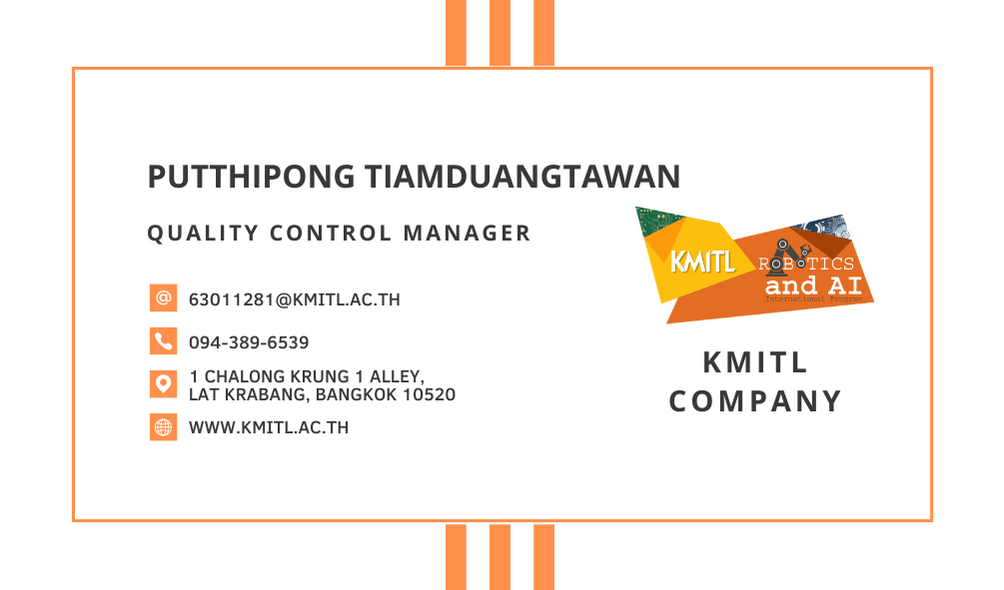 PUTTHIPONG TIAMDUANGTAWAN
QUALITY CONTROL MANAGER
@ 63011281@KMITL.AC.TH
094-389-6539
1 CHALONG KRUNG 1 ALLEY,
LAT KRABANG, BANGKOK 10520
WWW.KMITL.AC.TH
KMITL
ROBOTICS
and AI
International Program
KMITL
COMPANY